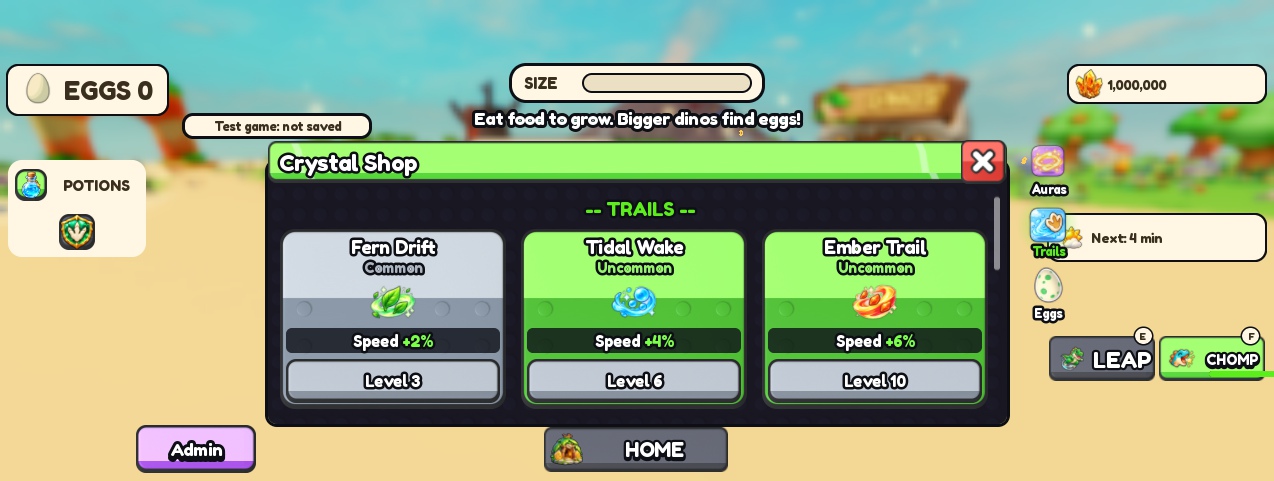 EGGS 0
SIZE
1,000,000
Test game: not saved
Eat food to grow. Bigger dinos find eggs!
Crystal Shop
POTIONS
Auras
-- TRAILS --
Fern Drift
Common
Speed +2%
Level 3
Tidal Wake
Uncommon
Speed +4%
Level 6
Ember Trail
Uncommon
Speed +6%
Level 10
Trails
Next: 4 min
Eggs
E
LEAP
F
CHOMP
Admin
HOME